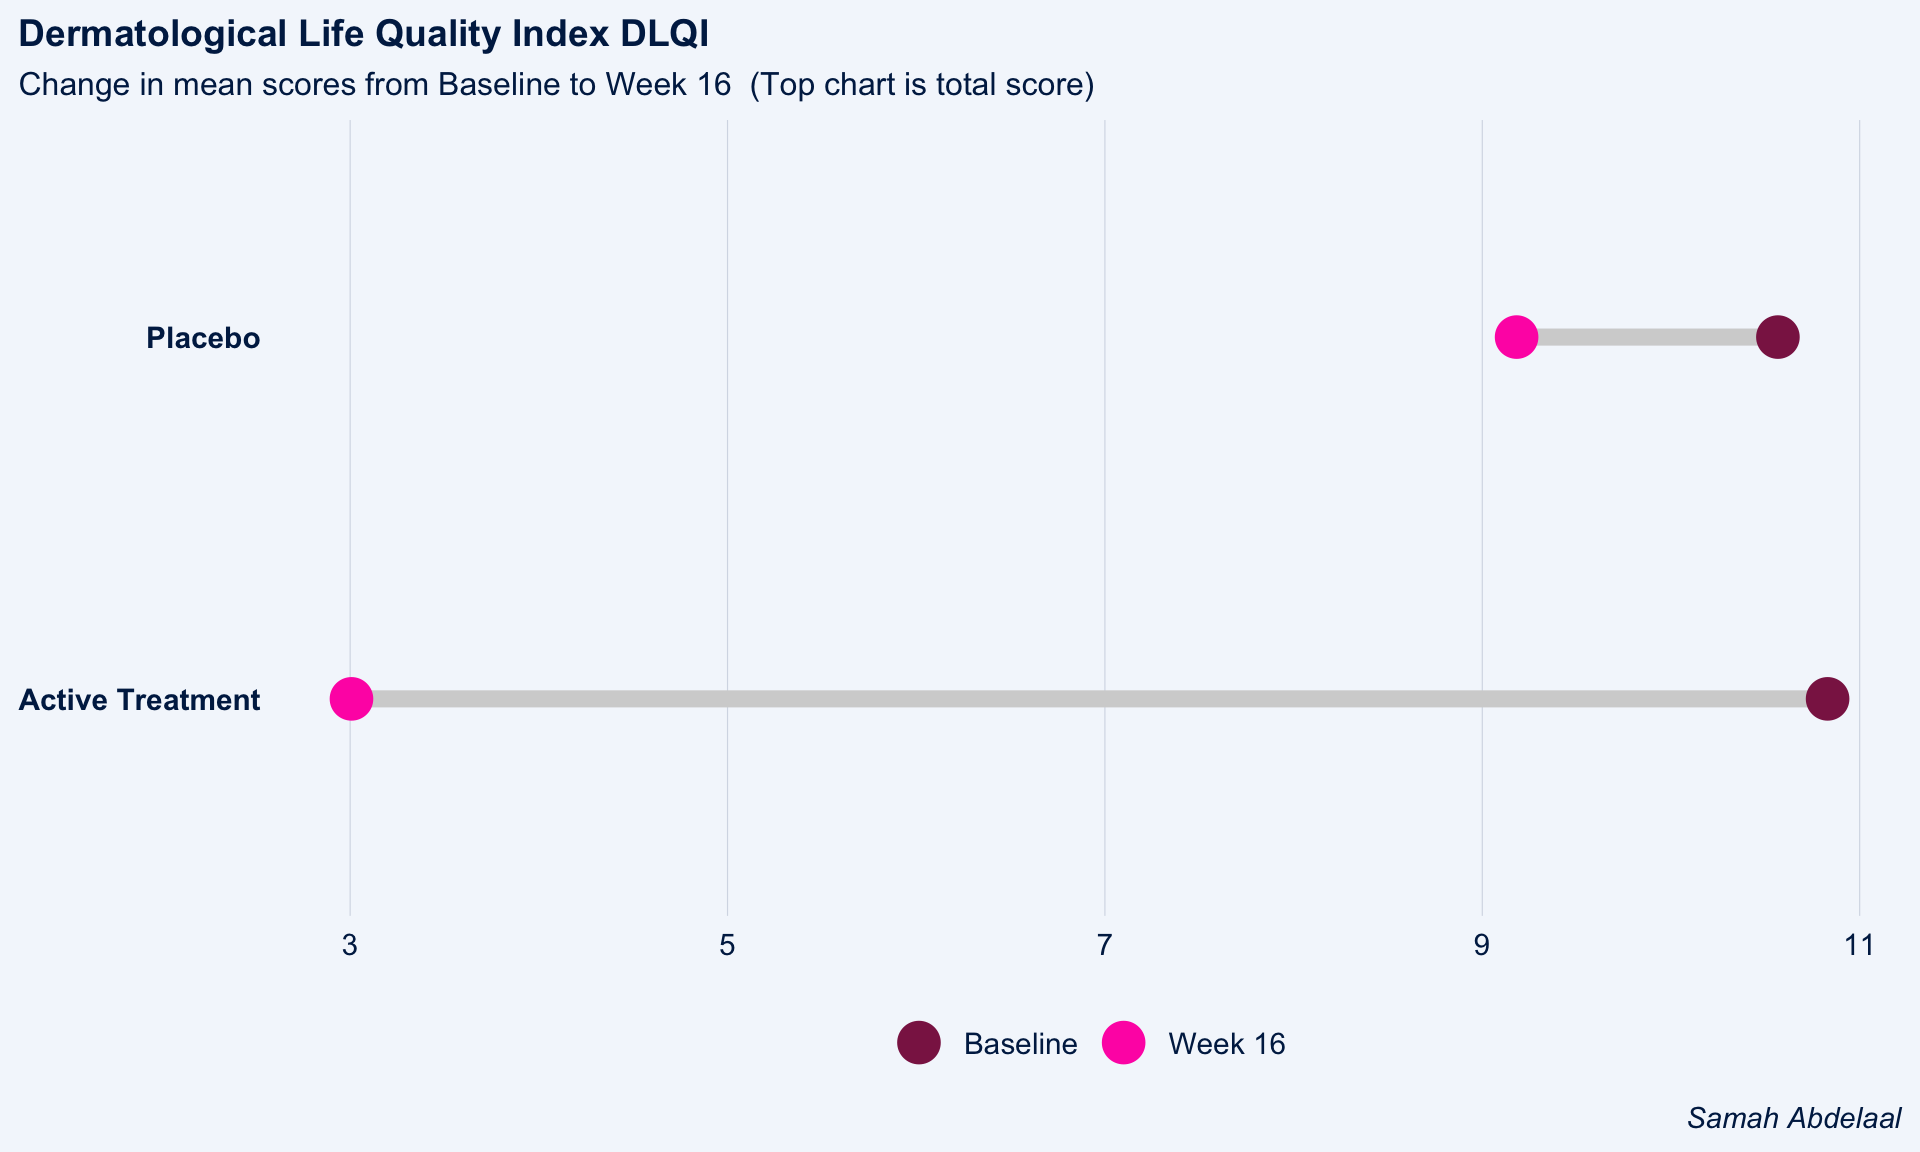 Dermatological Life Quality Index DLQI
Change in mean scores from Baseline to Week 16  (Top chart is total score)
Placebo
Active Treatment
3 5 7 9 11
Baseline Week 16
Samah Abdelaal